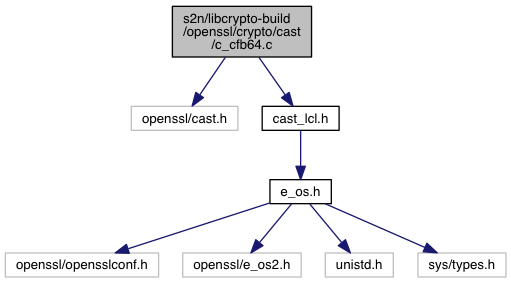 s2n/libcrypto-build
/openssl/crypto/cast
/c_cfb64.c
openssl/cast.h
cast_lcl.h
e_os.h
openssl/opensslconf.h
openssl/e_os2.h
unistd.h
sys/types.h